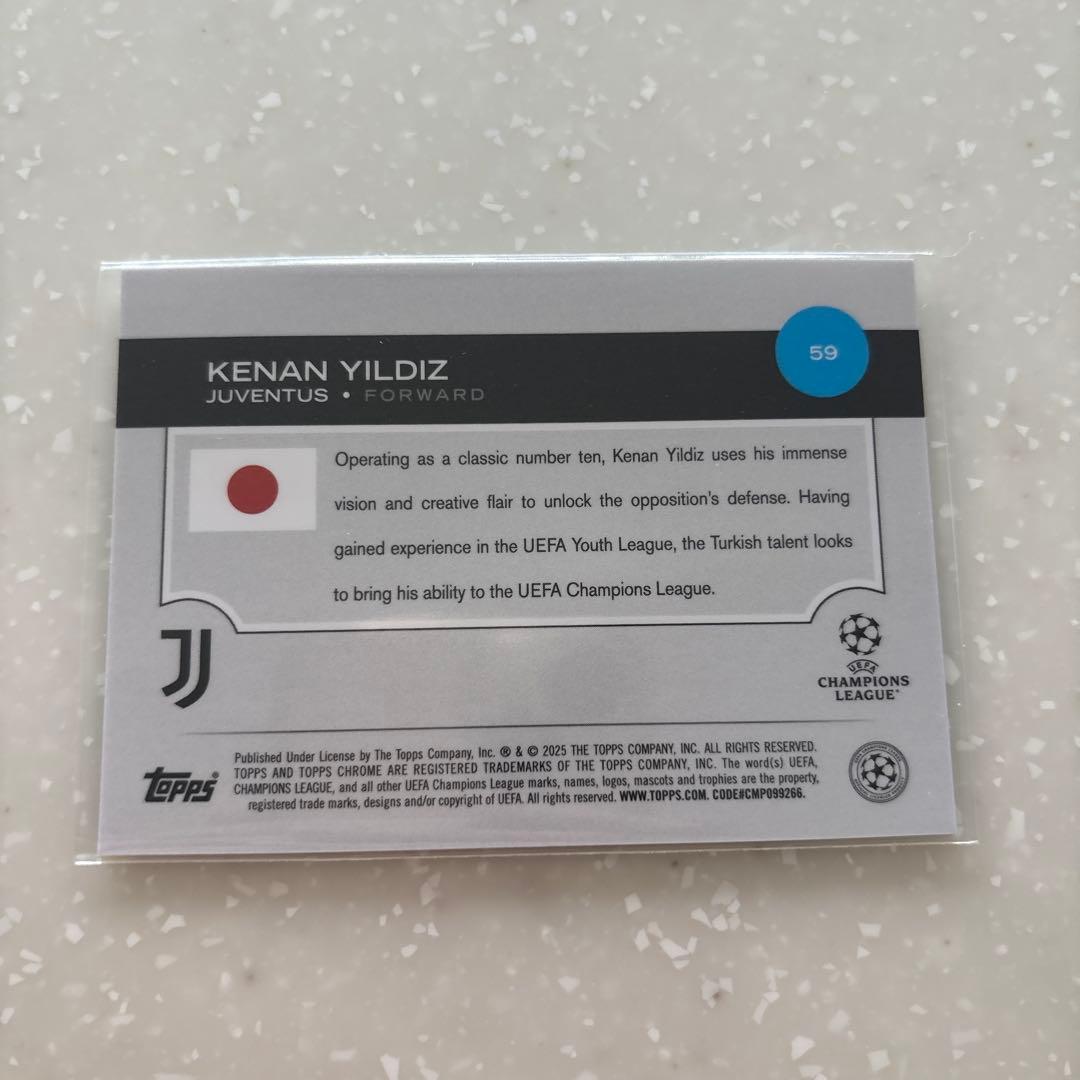 59
KENAN YILDIZ
JUVENTUS • FORWARD
Operating as a classic number ten, Kenan Yildiz uses his immense
vision and creative flair to unlock the opposition's defense. Having
gained experience in the UEFA Youth League, the Turkish talent looks
to bring his ability to the UEFA Champions League.
UEFA
CHAMPIONS
LEAGUE
topps
Published Under License by The Topps Company, Inc. ® & © 2025 THE TOPPS COMPANY, INC. ALL RIGHTS RESERVED.
TOPPS AND TOPPS CHROME ARE REGISTERED TRADEMARKS OF THE TOPPS COMPANY, INC. The word(s) UEFA,
CHAMPIONS LEAGUE, and all other UEFA Champions League marks, names, logos, mascots and trophies are the property,
registered trade marks, designs and/or copyright of UEFA. All rights reserved. WWW.TOPPS.COM. CODE#CMP099266.